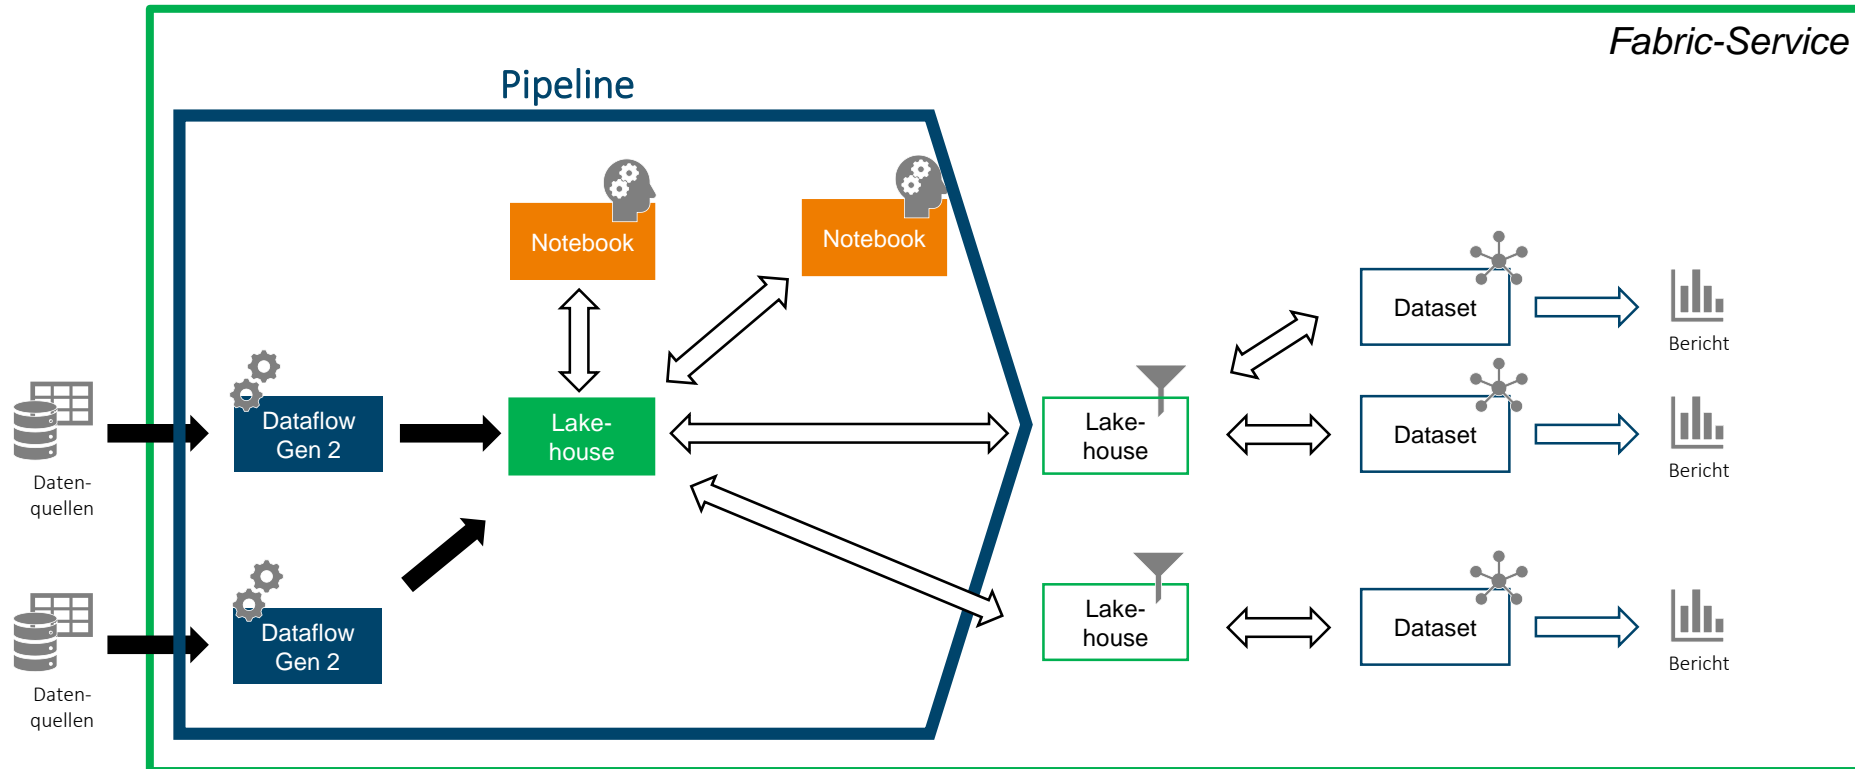 Fabric-Service
Pipeline
Notebook
Notebook
Dataset
Bericht
Dataflow
Gen 2
Lake-
house
Lake-
house
Dataset
Bericht
Daten-
quellen
Dataflow
Gen 2
Lake-
house
Dataset
Bericht
Daten-
quellen